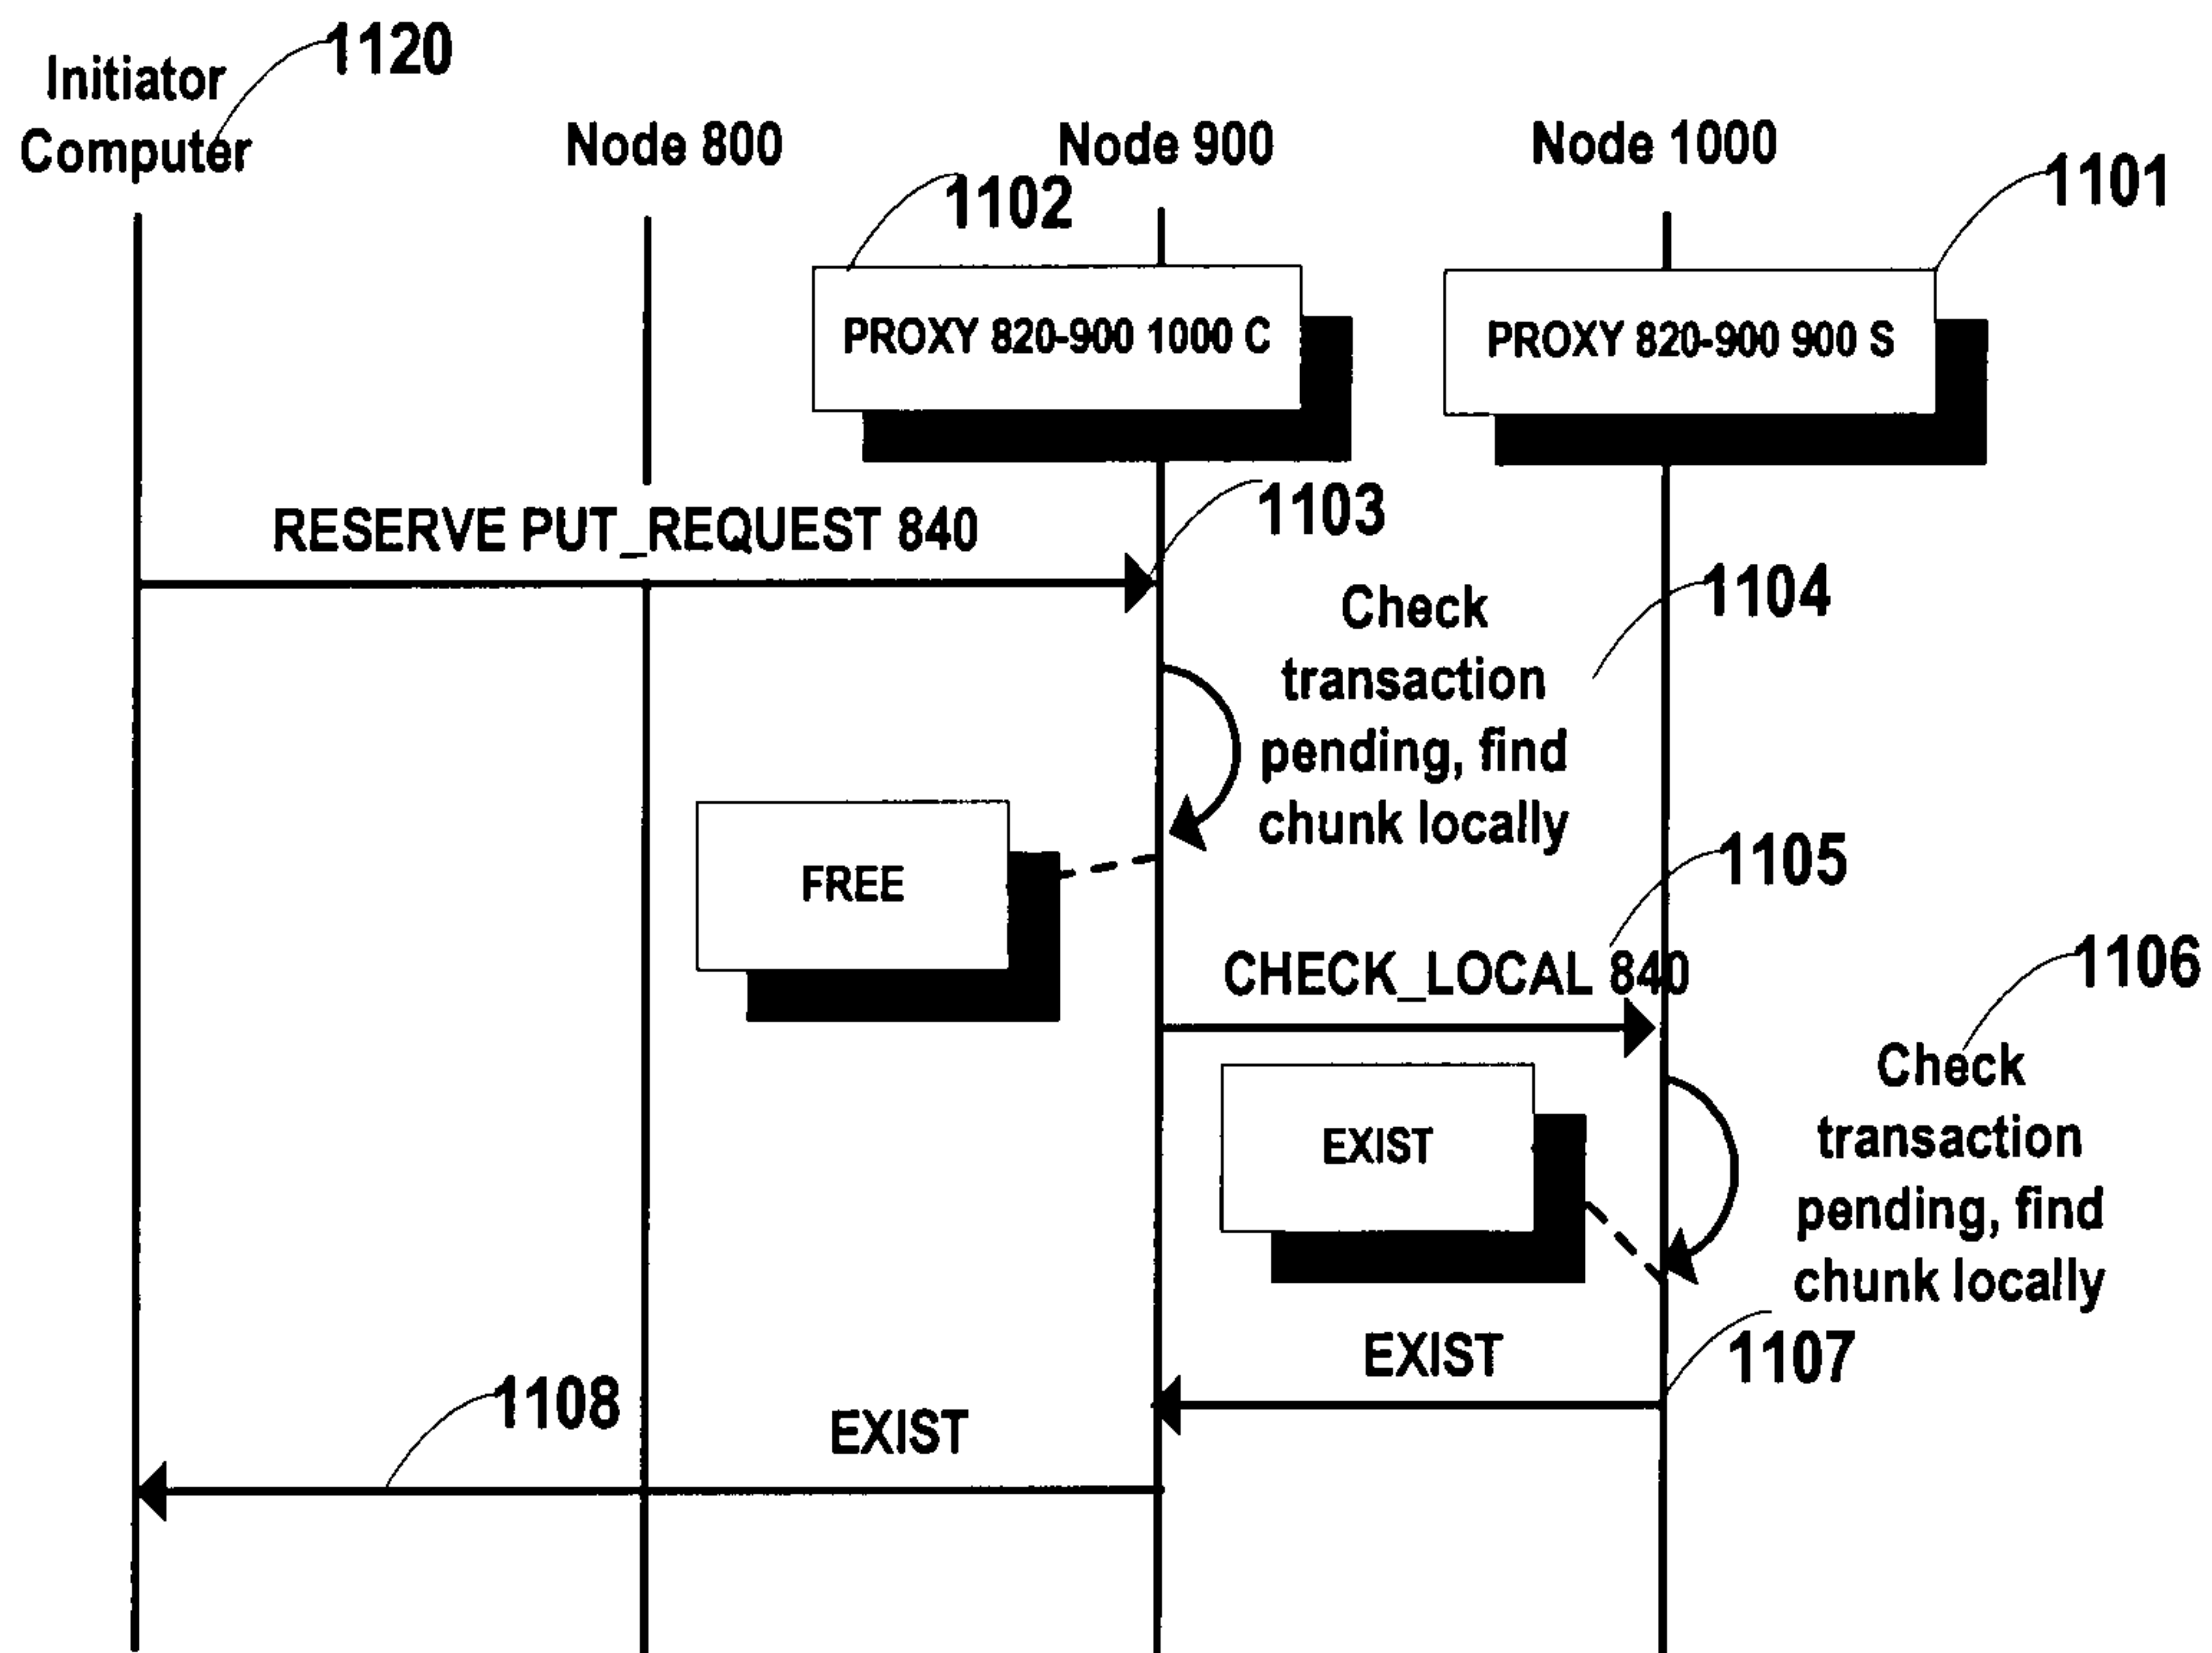 1120
Initiator
Computer
Node 800
Node 900
Node 1000
1102
1101
PROXY 820-900 1000 C
PROXY 820-900 900 S
1103
RESERVE PUT_REQUEST 840
1104
Check
transaction
pending, find
chunk locally
FREE
1105
CHECK_LOCAL 840
1106
Check
transaction
pending, find
chunk locally
EXIST
1107
EXIST
1108
EXIST